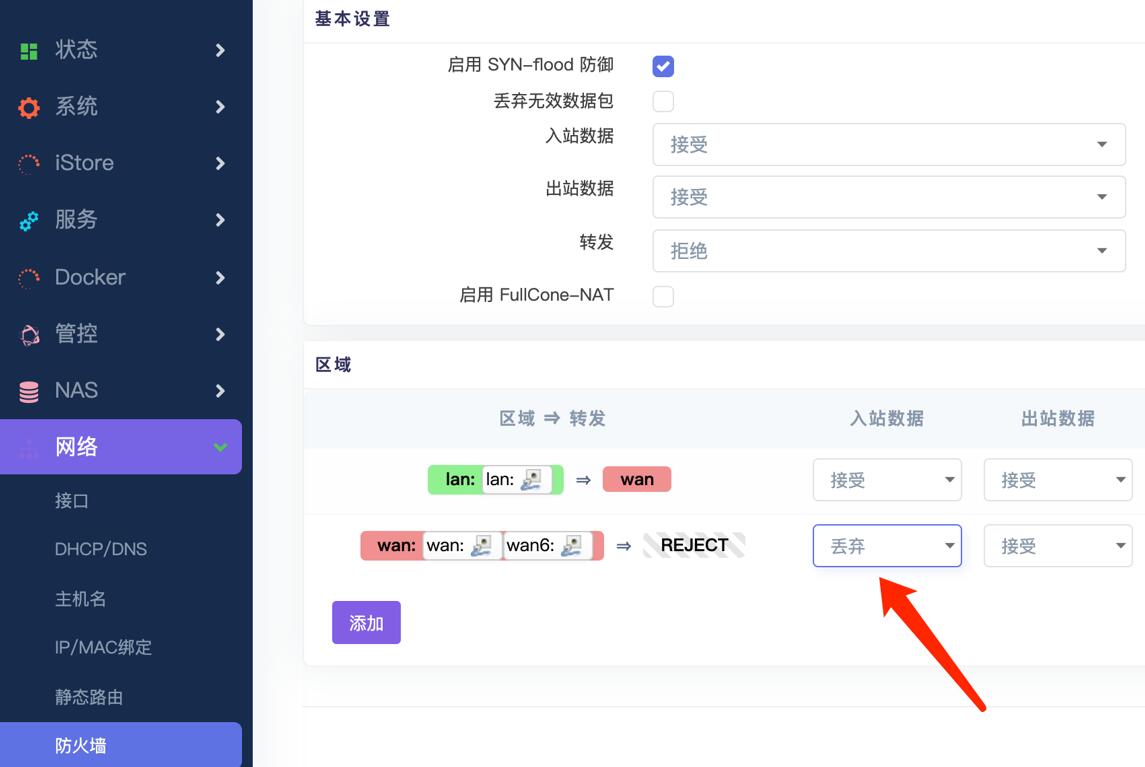 状态
系统
iStore
服务
Docker
管控
NAS
网络
接口
DHCP/DNS
主机名
IP/MAC绑定
静态路由
防火墙
基本设置
启用 SYN-flood 防御
丢弃无效数据包
入站数据 接受
出站数据 接受
转发 拒绝
启用 FullCone-NAT
区域
区域 ⇒ 转发 入站数据 出站数据
lan: lan: ⇒ wan 接受 接受
wan: wan: wan6: ⇒ REJECT 丢弃 接受
添加